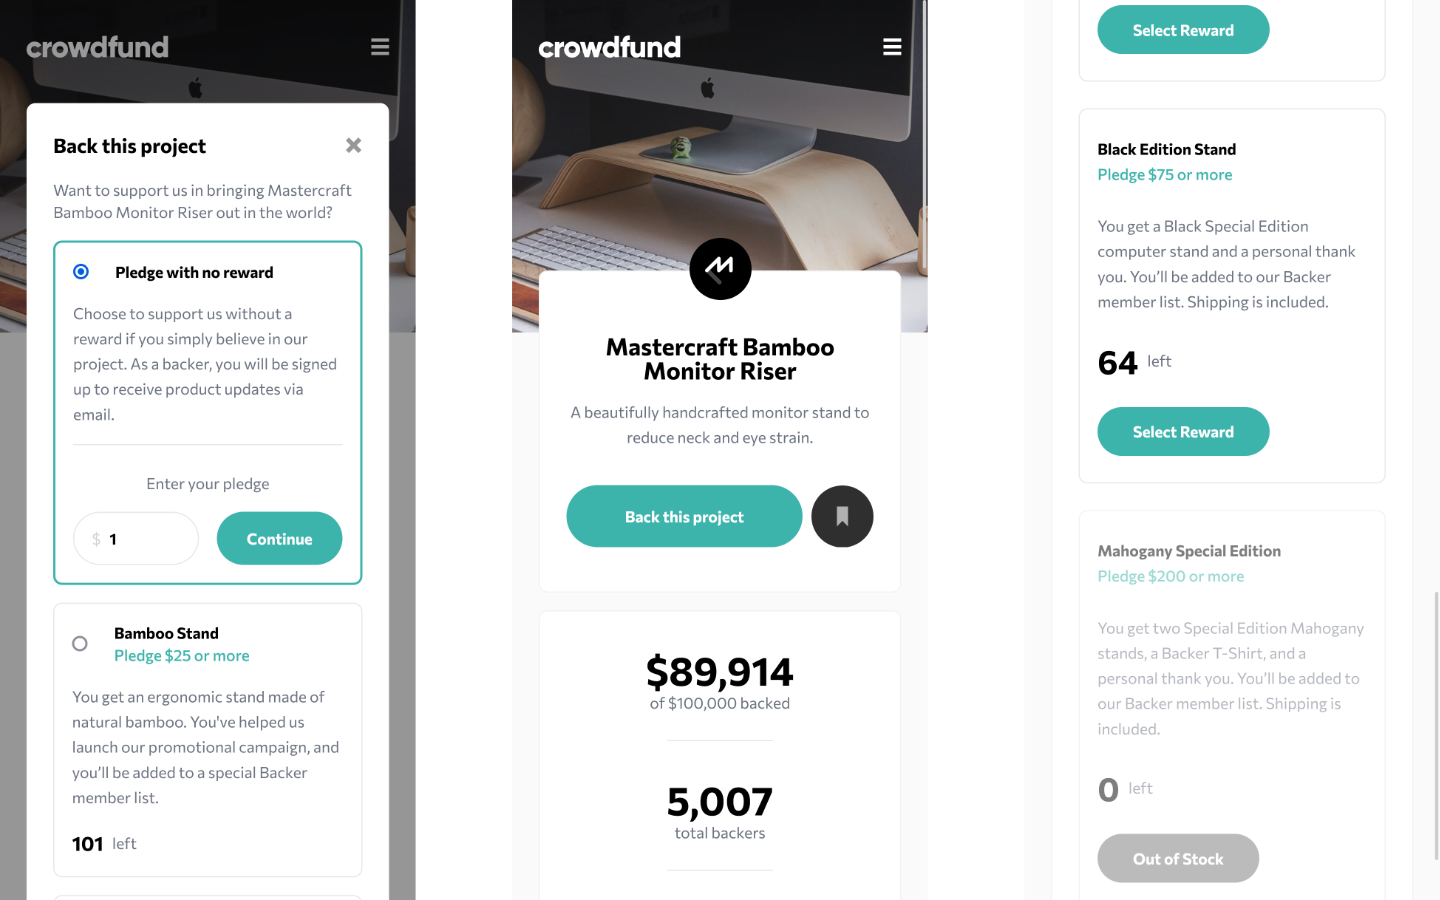 crowdfund
Back this project
Want to support us in bringing Mastercraft
Bamboo Monitor Riser out in the world?
Pledge with no reward
Choose to support us without a
reward if you simply believe in our
project. As a backer, you will be signed
up to receive product updates via
email.
Enter your pledge
$ 1
Continue
Bamboo Stand
Pledge $25 or more
You get an ergonomic stand made of
natural bamboo. You've helped us
launch our promotional campaign, and
you'll be added to a special Backer
member list.
101 left
crowdfund
Mastercraft Bamboo
Monitor Riser
A beautifully handcrafted monitor stand to
reduce neck and eye strain.
Back this project
$89,914
of $100,000 backed
5,007
total backers
Select Reward
Black Edition Stand
Pledge $75 or more
You get a Black Special Edition
computer stand and a personal thank
you. You'll be added to our Backer
member list. Shipping is included.
64 left
Select Reward
Mahogany Special Edition
Pledge $200 or more
You get two Special Edition Mahogany
stands, a Backer T-Shirt, and a
personal thank you. You'll be added to
our Backer member list. Shipping is
included.
0 left
Out of Stock